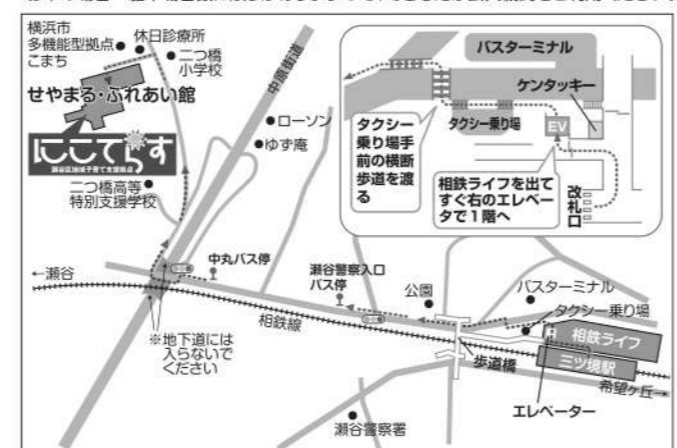 横浜市
多機能型拠点
こまち
休日診療所
二つ橋
小学校
せやまる・ふれあい館
にこてらす
瀬谷区地域子育て支援拠点
二つ橋高等
特別支援学校
中原街道
ローソン
ゆず庵
バスターミナル
ケンタッキー
タクシー乗り場
EV
タクシー
乗り場手
前の横断
歩道を渡
る
相鉄ライフを出て
すぐ右のエレベー
タで1階へ
改札口
←瀬谷
中丸バス停
瀬谷警察入口
バス停
公園
バスターミナル
タクシー乗り場
相鉄線
※地下道には
入らないで
ください
相鉄ライフ
三ツ境駅
歩道橋
希望ヶ丘→
エレベーター
瀬谷警察署